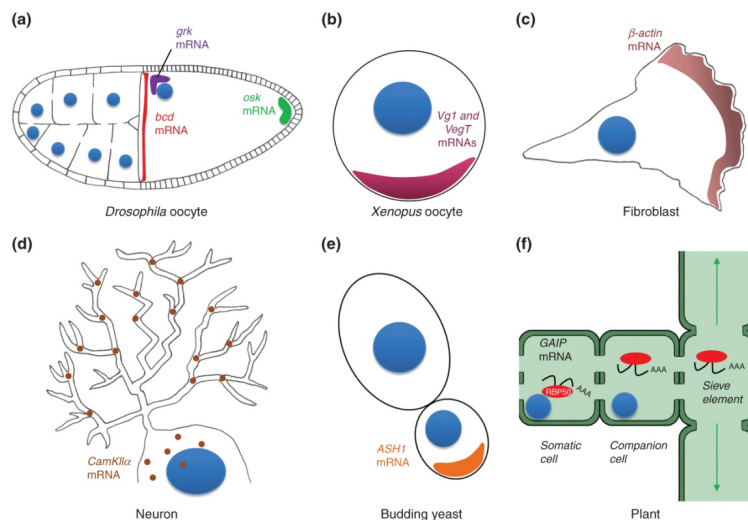 (a)
grk
mRNA
osk
mRNA
bcd
mRNA
Drosophila oocyte
(b)
Vg1 and
VegT
mRNAs
Xenopus oocyte
(c)
β-actin
mRNA
Fibroblast
(d)
CamKIIα
mRNA
Neuron
(e)
ASH1
mRNA
Budding yeast
(f)
GAIP
mRNA
RBP50
AAA
AAA
AAA
Sieve
element
Somatic
cell
Companion
cell
Plant